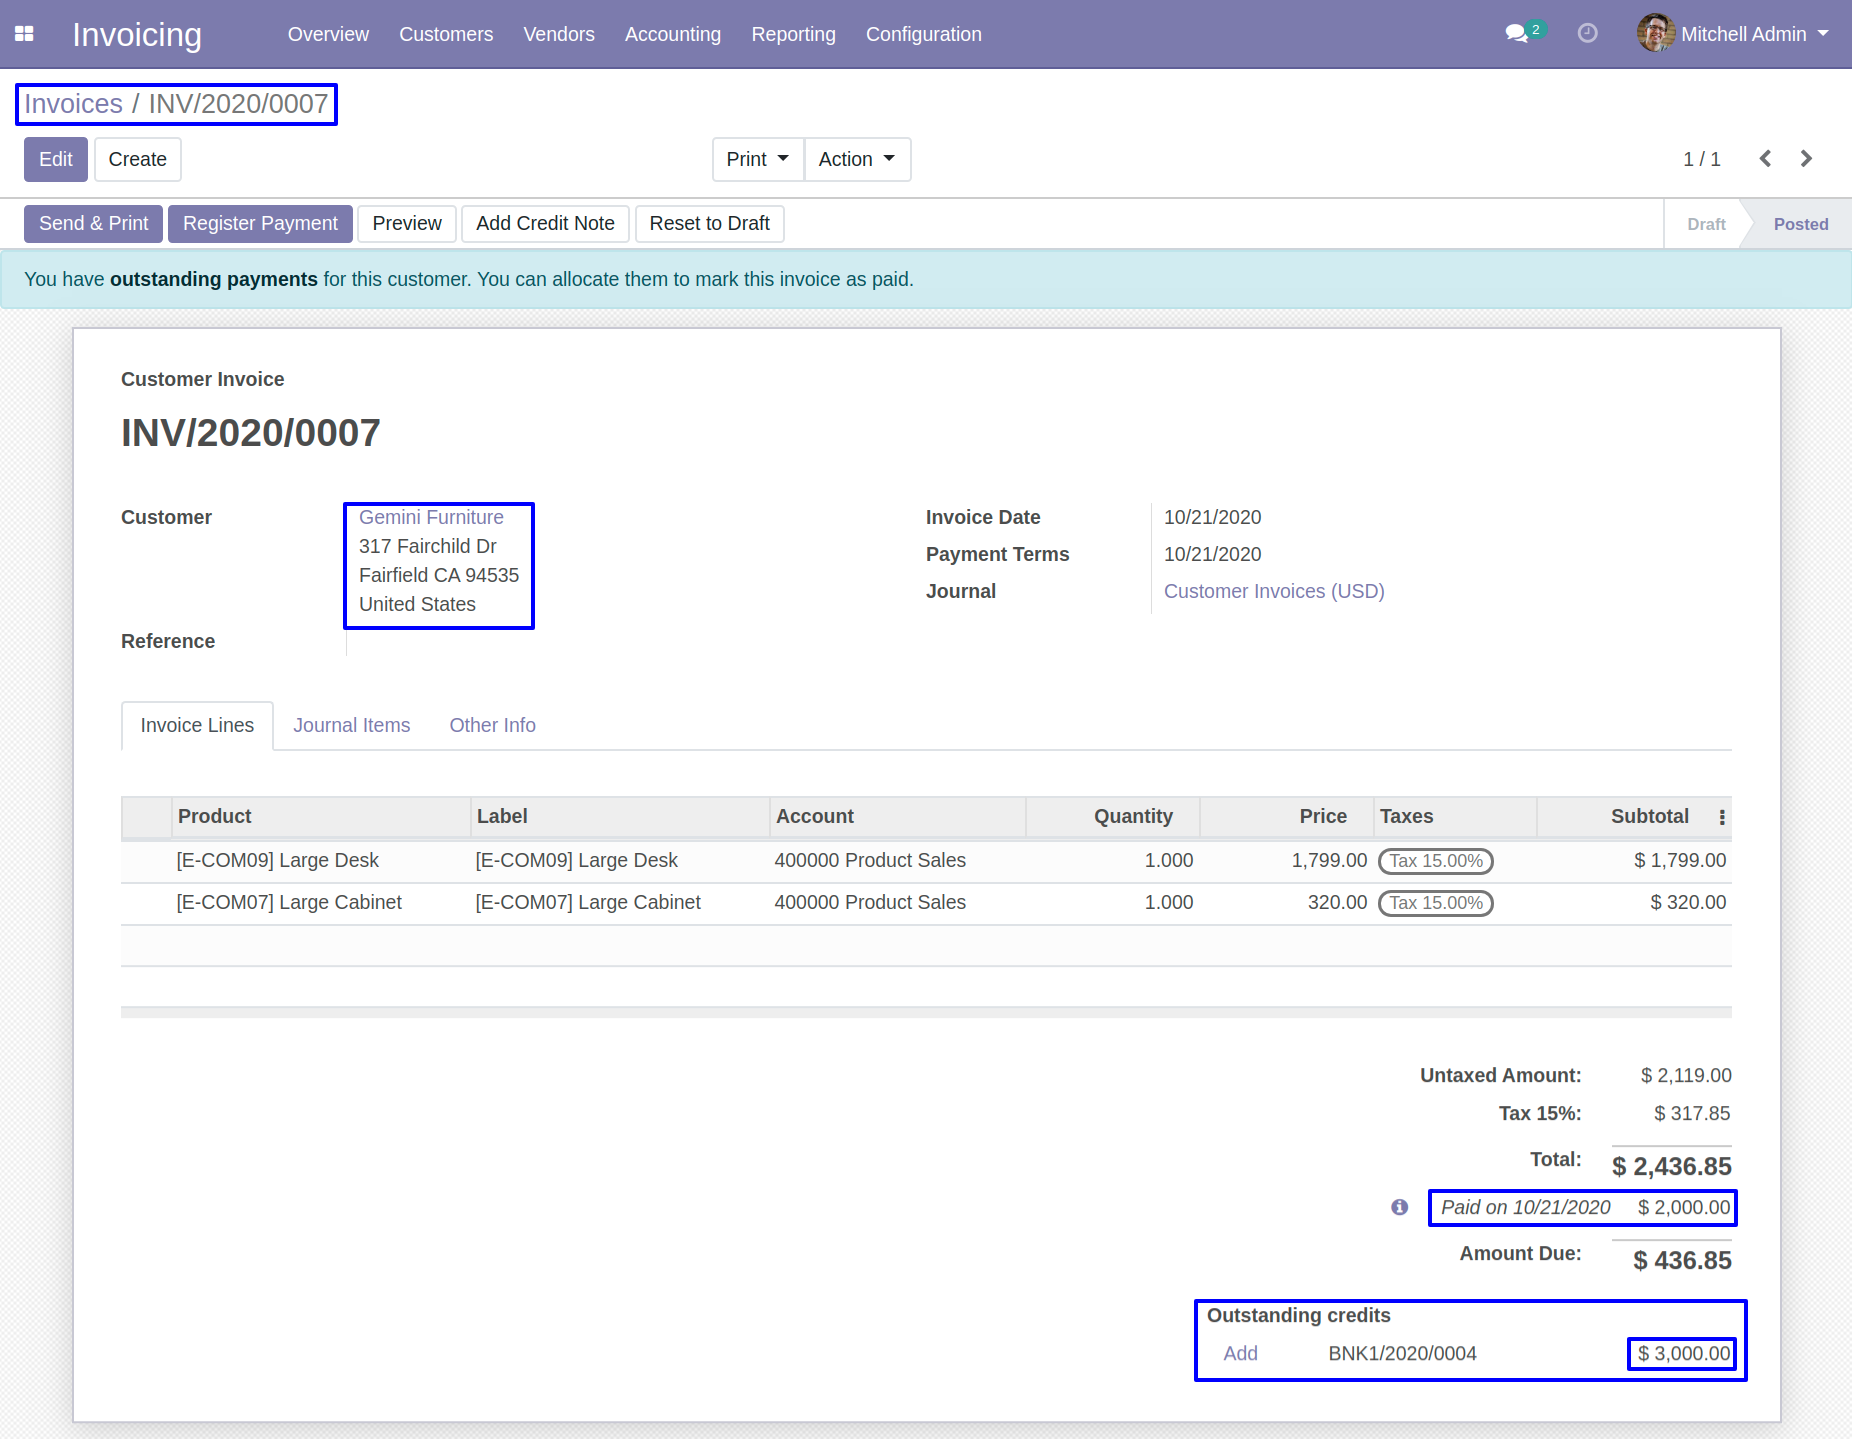 Invoicing Overview Customers Vendors Accounting Reporting Configuration 2 Mitchell Admin
Invoices / INV/2020/0007
Edit Create Print Action 1 / 1
Send & Print Register Payment Preview Add Credit Note Reset to Draft Draft Posted
You have outstanding payments for this customer. You can allocate them to mark this invoice as paid.
Customer Invoice
INV/2020/0007
Customer Gemini Furniture Invoice Date 10/21/2020
317 Fairchild Dr Payment Terms 10/21/2020
Fairfield CA 94535 Journal Customer Invoices (USD)
United States
Reference
Invoice Lines Journal Items Other Info
Product Label Account Quantity Price Taxes Subtotal
[E-COM09] Large Desk [E-COM09] Large Desk 400000 Product Sales 1.000 1,799.00 Tax 15.00% $ 1,799.00
[E-COM07] Large Cabinet [E-COM07] Large Cabinet 400000 Product Sales 1.000 320.00 Tax 15.00% $ 320.00
Untaxed Amount: $ 2,119.00
Tax 15%: $ 317.85
Total: $ 2,436.85
Paid on 10/21/2020 $ 2,000.00
Amount Due: $ 436.85
Outstanding credits
Add BNK1/2020/0004 $ 3,000.00